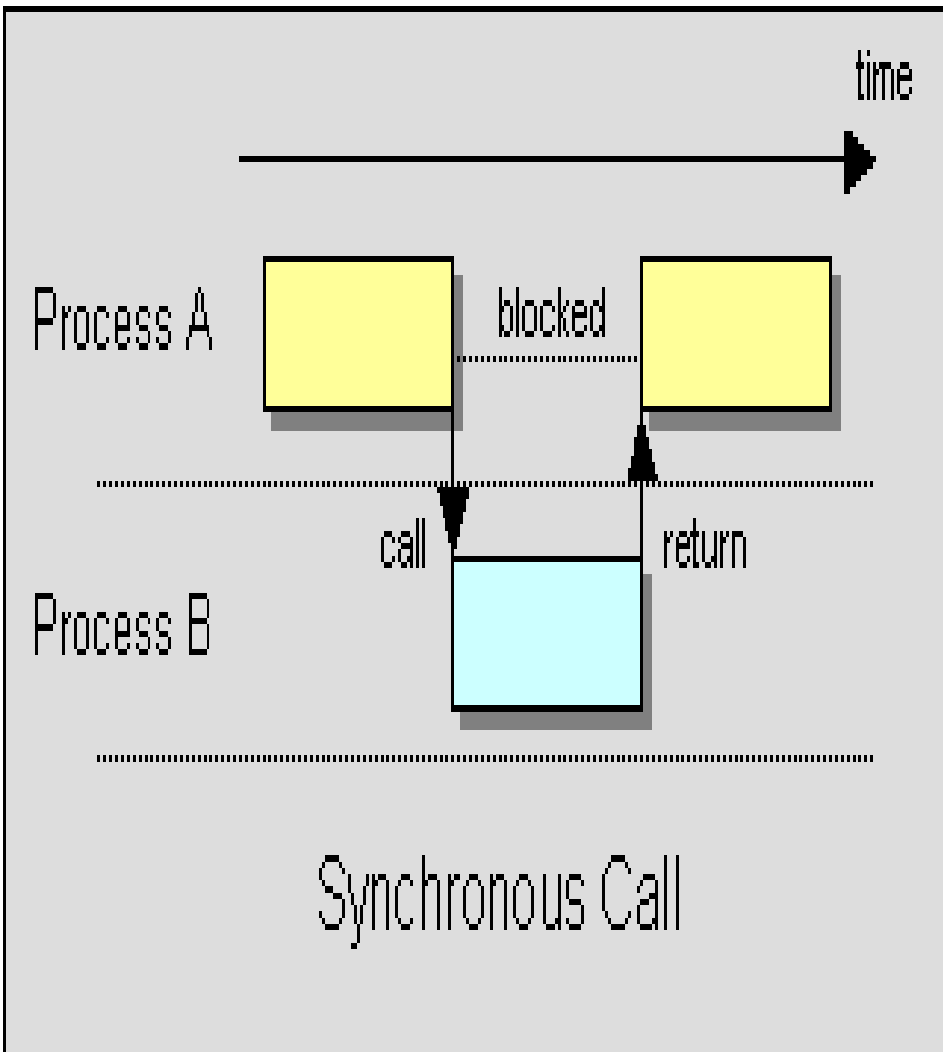 time
Process A
blocked
call
return
Process B
Synchronous Call